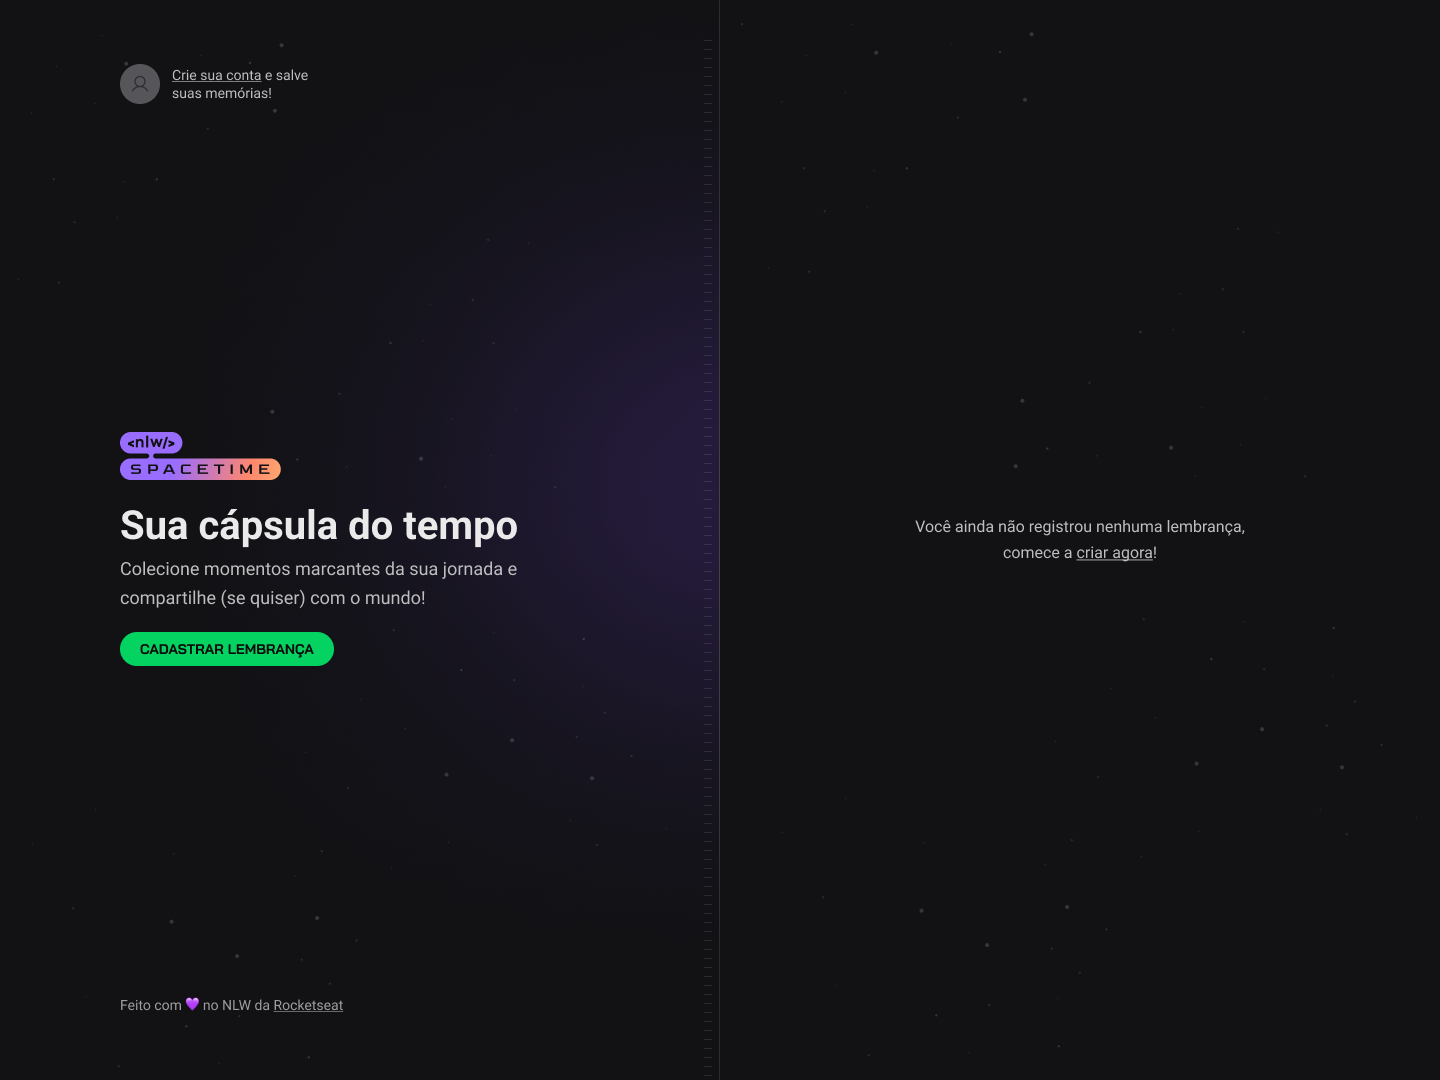 Crie sua conta e salve
suas memórias!
<nlw/>
SPACETIME
Sua cápsula do tempo
Colecione momentos marcantes da sua jornada e
compartilhe (se quiser) com o mundo!
CADASTRAR LEMBRANÇA
Feito com 💜 no NLW da Rocketseat
Você ainda não registrou nenhuma lembrança,
comece a criar agora!